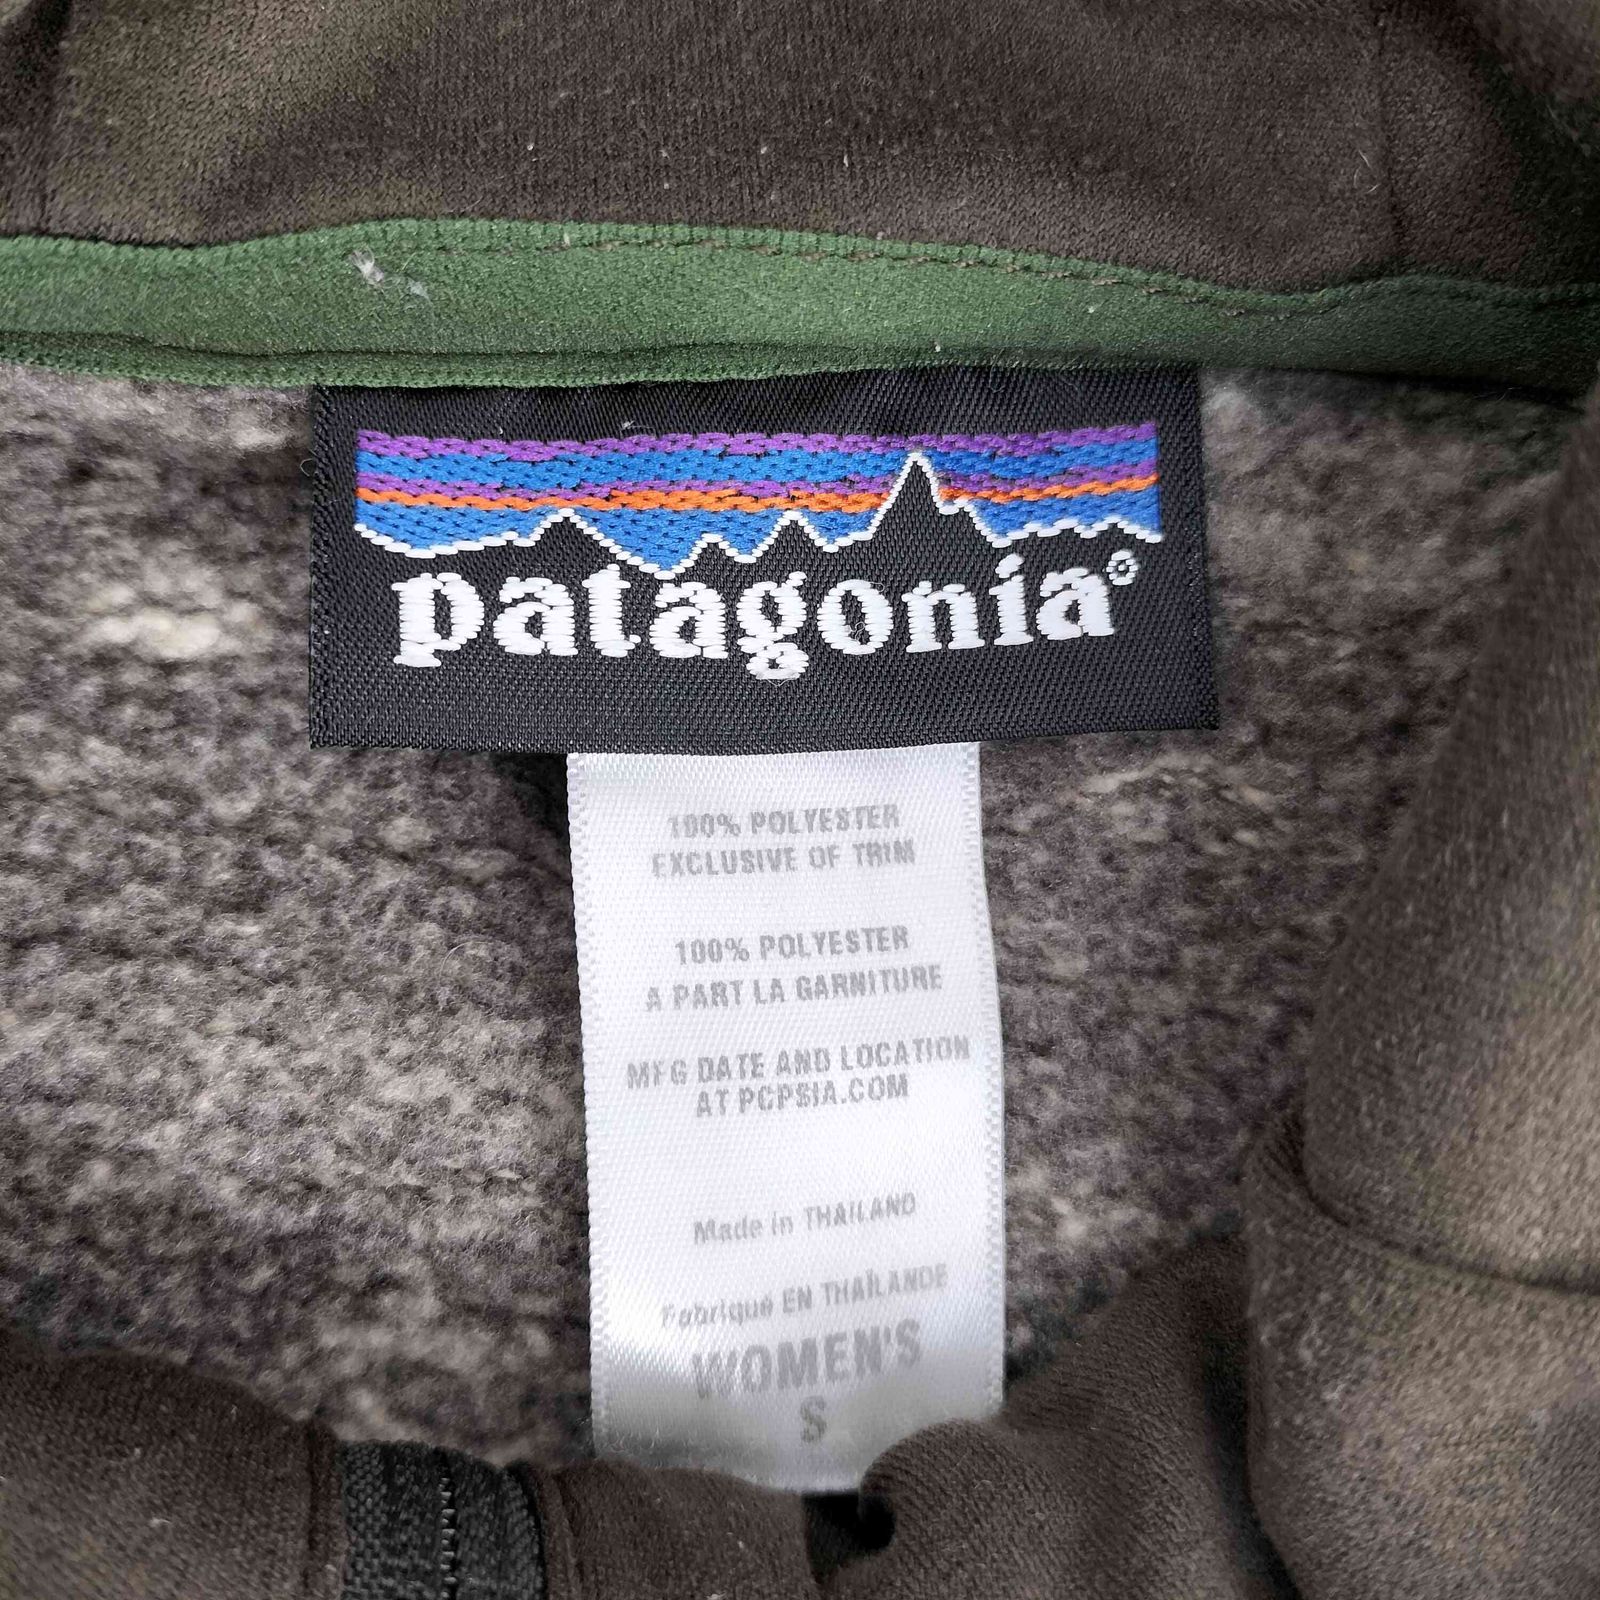 patagonia®
100% POLYESTER
EXCLUSIVE OF TRIM
100% POLYESTER
A PART LA GARNITURE
MFG DATE AND LOCATION
AT PCPSIA.COM
Made in THAILAND
Fabriqué EN THAÏLANDE
WOMEN'S
S